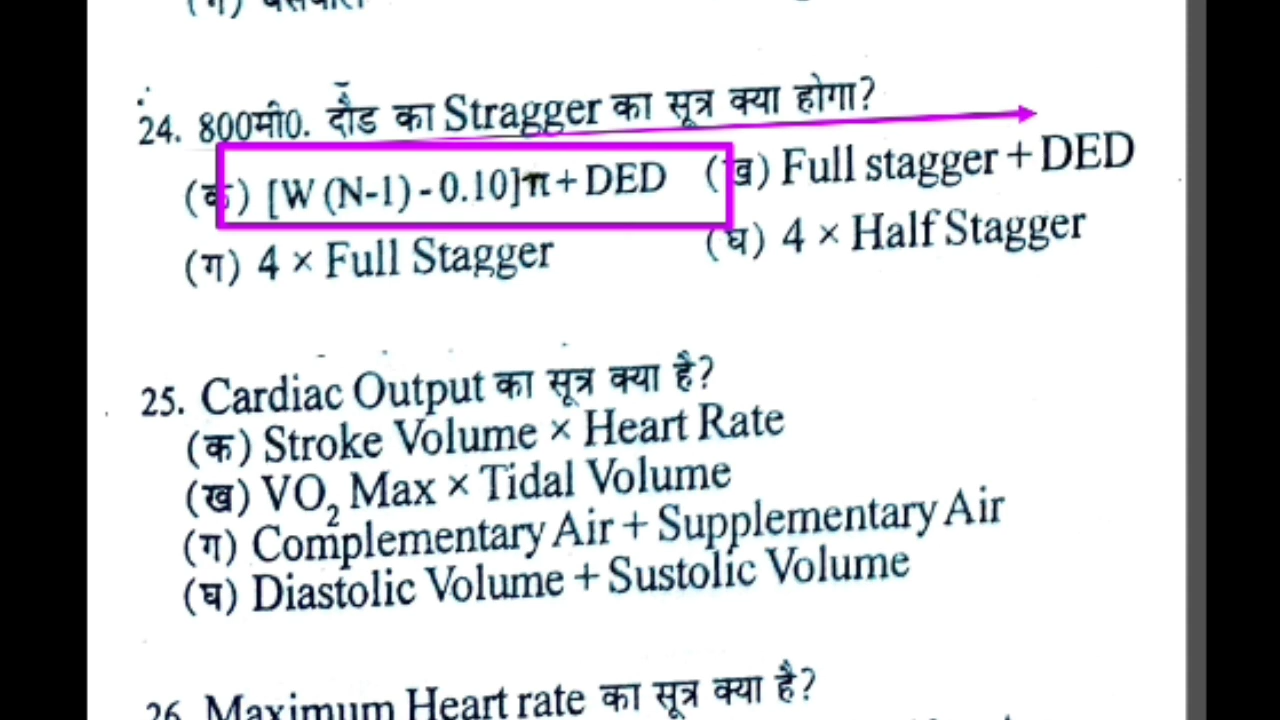 24. 800मी0. दौड का Stragger का सूत्र क्या होगा?
(क) [W (N-1) - 0.10]π + DED (ख) Full stagger + DED
(ग) 4 × Full Stagger (घ) 4 × Half Stagger
25. Cardiac Output का सूत्र क्या है?
(क) Stroke Volume × Heart Rate
(ख) VO₂ Max × Tidal Volume
(ग) Complementary Air + Supplementary Air
(घ) Diastolic Volume + Sustolic Volume
26. Maximum Heart rate का सूत्र क्या है?